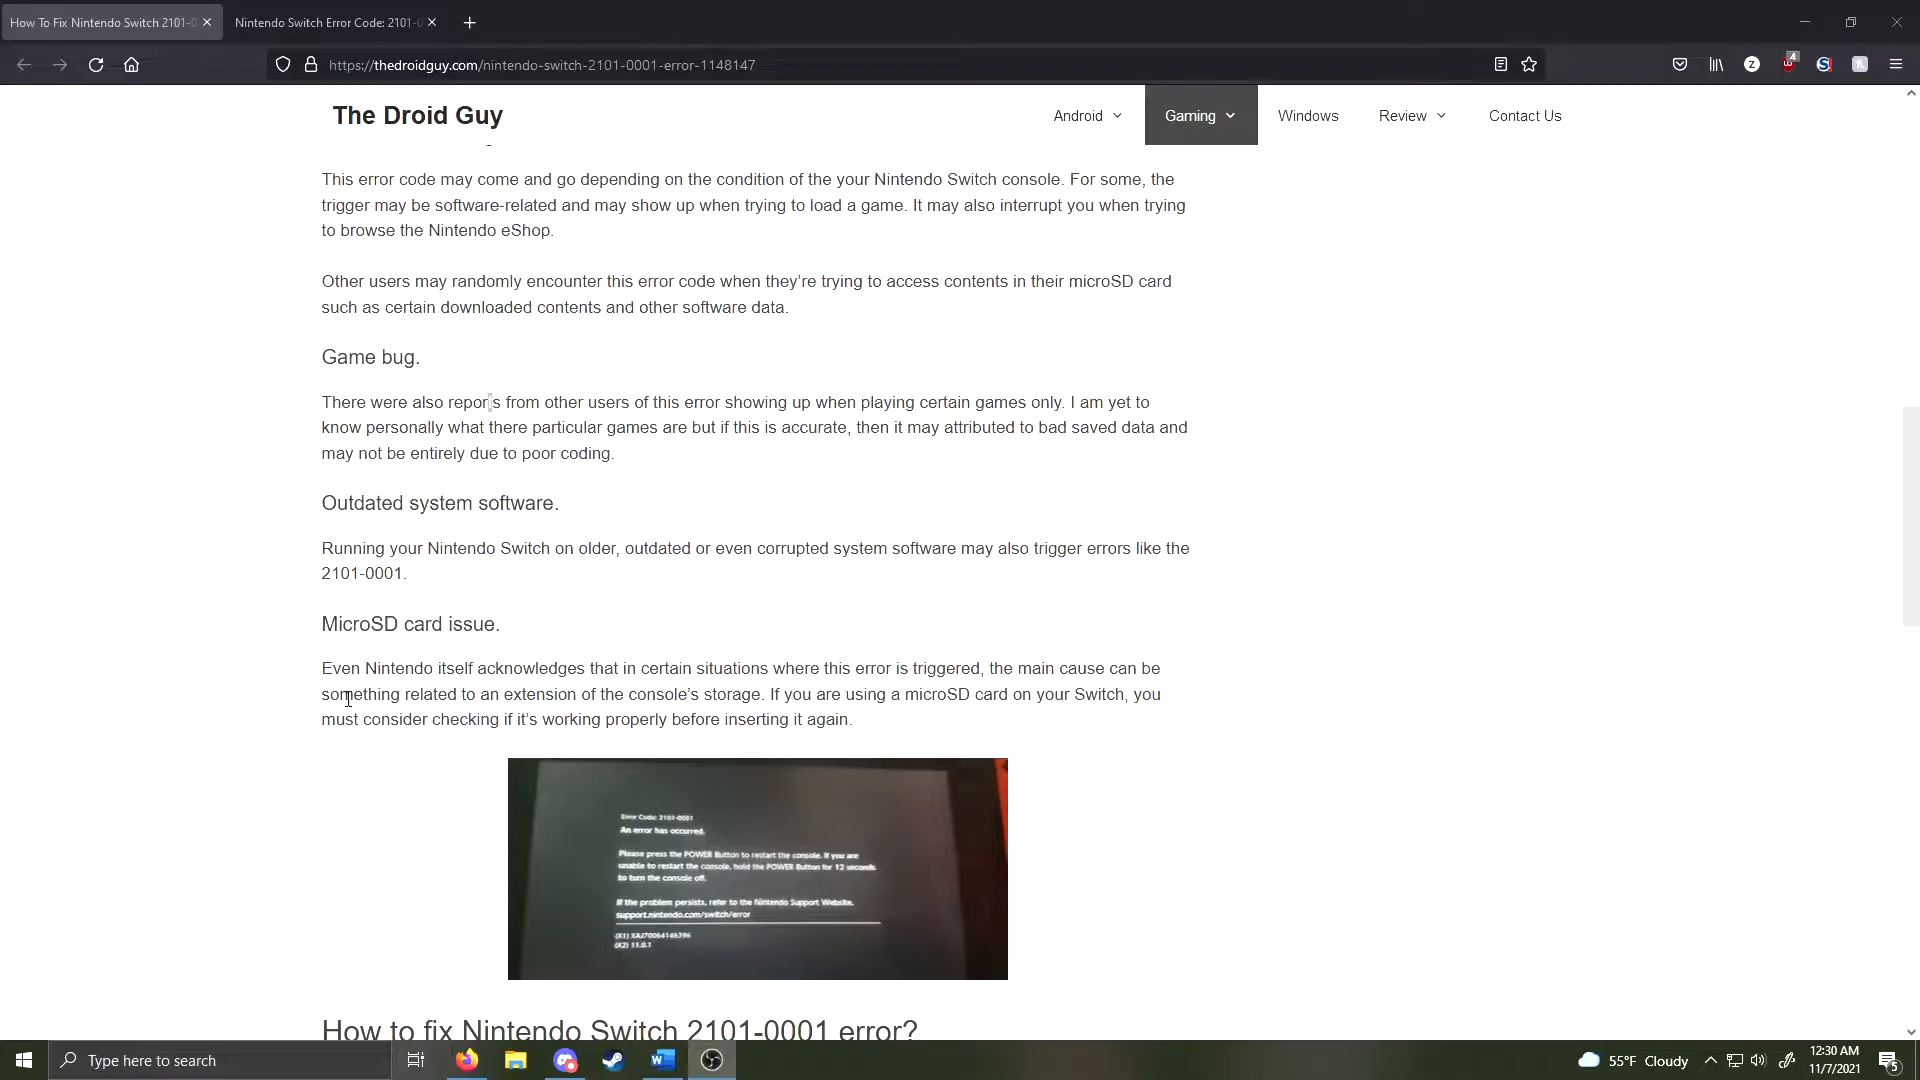 How To Fix Nintendo Switch 2101-0
Nintendo Switch Error Code: 2101-0
https://thedroidguy.com/nintendo-switch-2101-0001-error-1148147
4
Z
The Droid Guy
Android
Gaming
Windows
Review
Contact Us
This error code may come and go depending on the condition of the your Nintendo Switch console. For some, the
trigger may be software-related and may show up when trying to load a game. It may also interrupt you when trying
to browse the Nintendo eShop.
Other users may randomly encounter this error code when they’re trying to access contents in their microSD card
such as certain downloaded contents and other software data.
Game bug.
There were also reports from other users of this error showing up when playing certain games only. I am yet to
know personally what there particular games are but if this is accurate, then it may attributed to bad saved data and
may not be entirely due to poor coding.
Outdated system software.
Running your Nintendo Switch on older, outdated or even corrupted system software may also trigger errors like the
2101-0001.
MicroSD card issue.
Even Nintendo itself acknowledges that in certain situations where this error is triggered, the main cause can be
something related to an extension of the console’s storage. If you are using a microSD card on your Switch, you
must consider checking if it’s working properly before inserting it again.
Error Code: 2101-0001
An error has occurred.
Please press the POWER Button to restart the console. If you are
unable to restart the console, hold the POWER Button for 12 seconds
to turn the console off.
If the problem persists, refer to the Nintendo Support Website.
support.nintendo.com/switch/error
(X1) XAJ70064146396
(X2) 11.0.1
How to fix Nintendo Switch 2101-0001 error?
Type here to search
55°F Cloudy
12:30 AM
11/7/2021
5